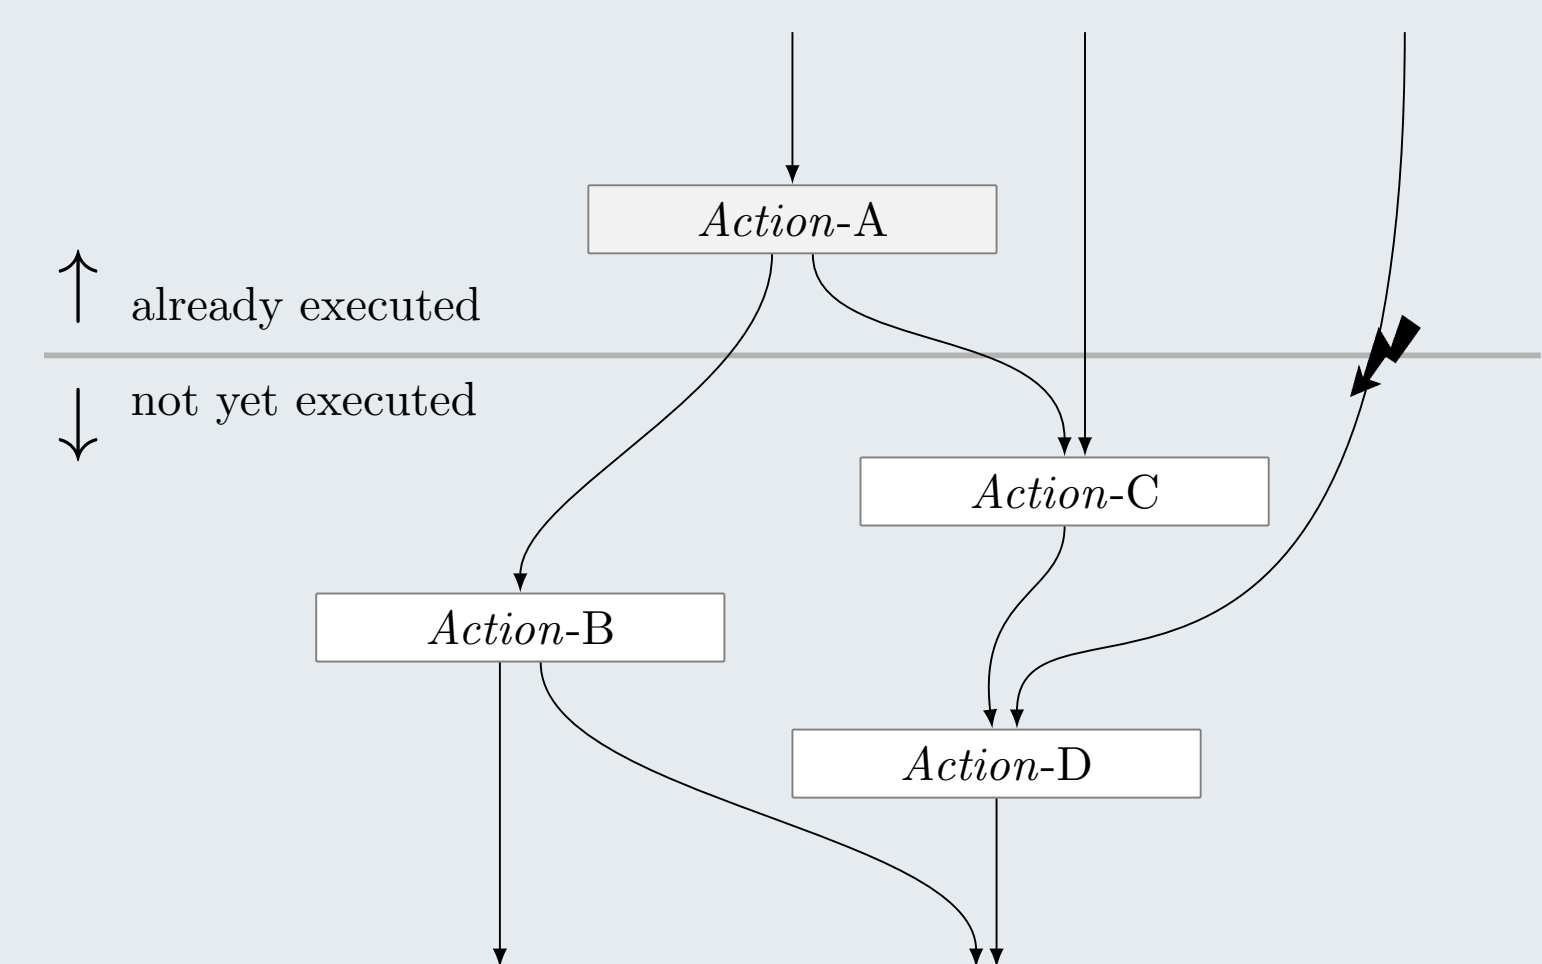 Action-A
already executed
not yet executed
Action-C
Action-B
Action-D